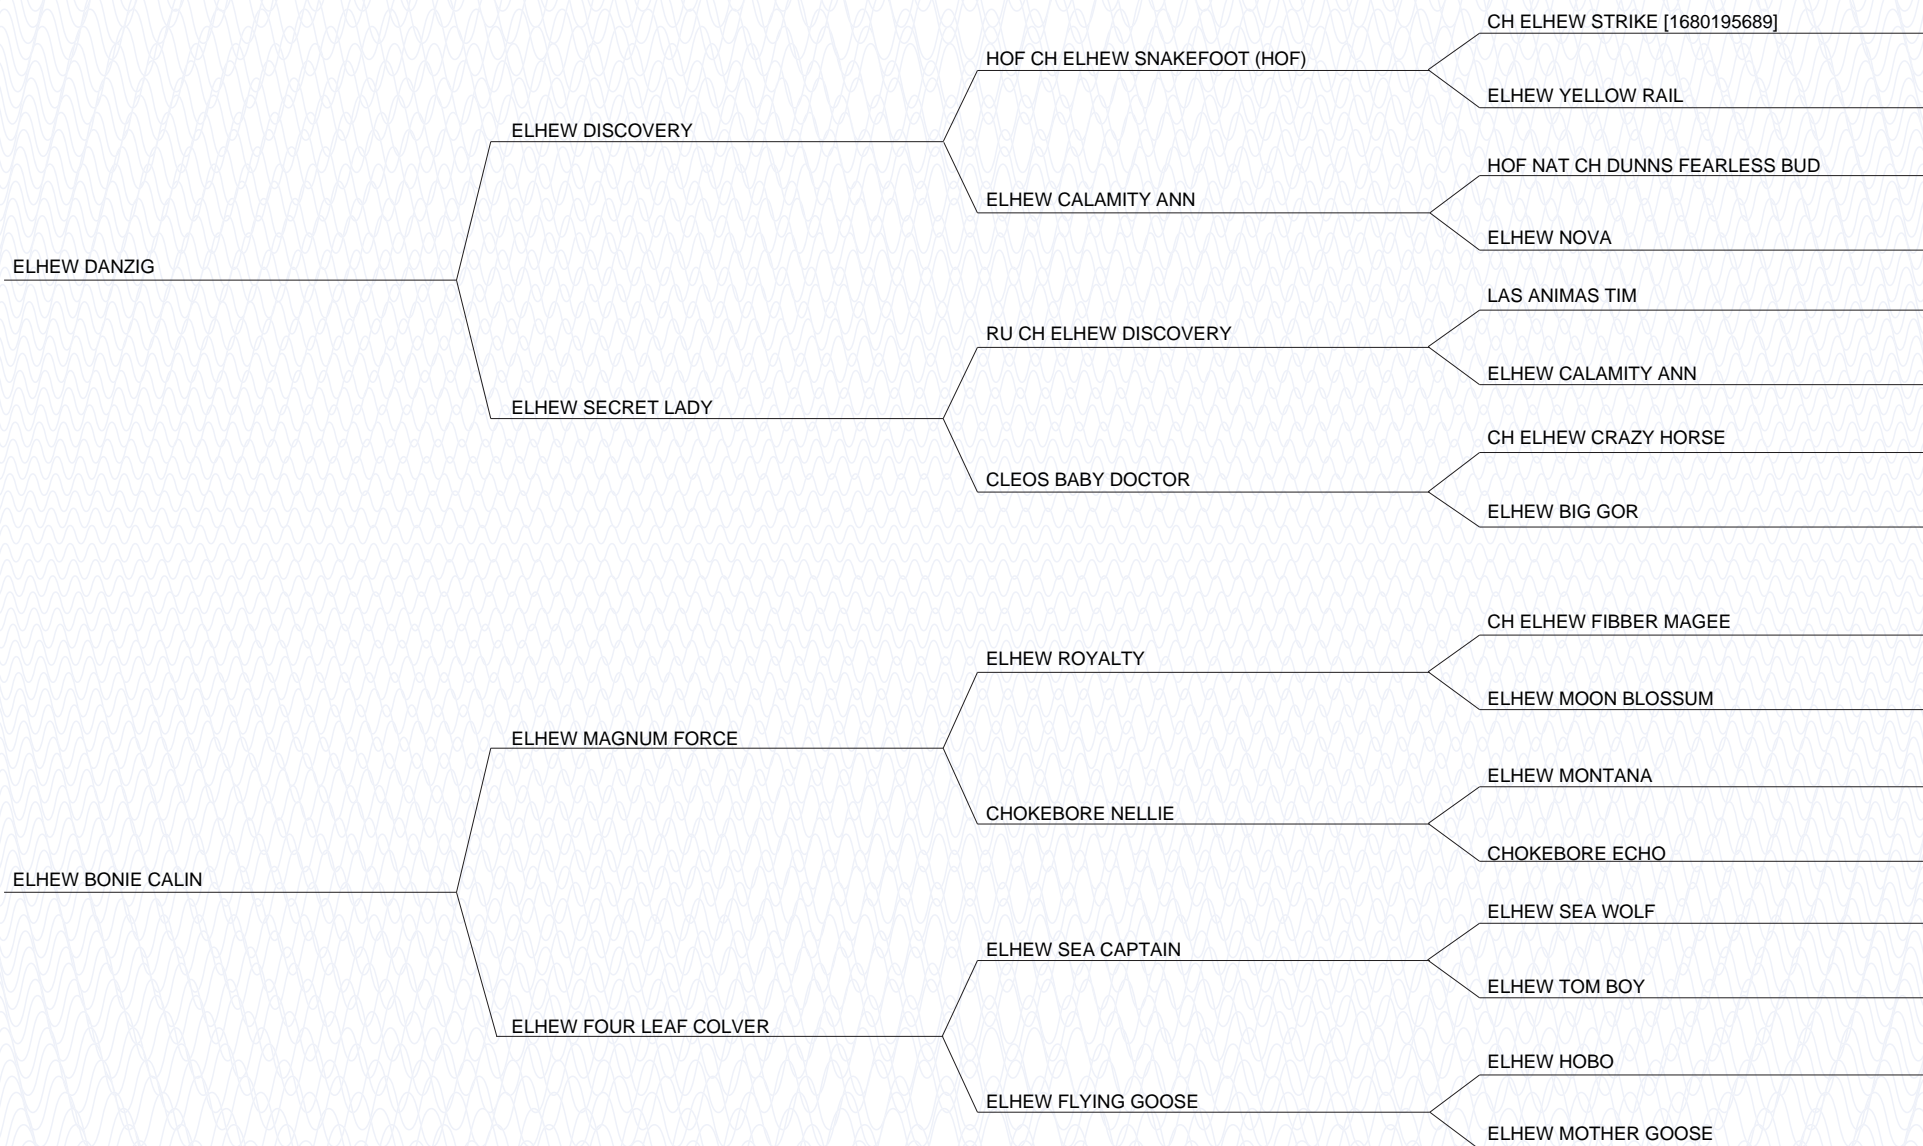 CH ELHEW STRIKE [1680195689]
HOF CH ELHEW SNAKEFOOT (HOF)
ELHEW YELLOW RAIL
ELHEW DISCOVERY
HOF NAT CH DUNNS FEARLESS BUD
ELHEW CALAMITY ANN
ELHEW NOVA
ELHEW DANZIG
LAS ANIMAS TIM
RU CH ELHEW DISCOVERY
ELHEW CALAMITY ANN
ELHEW SECRET LADY
CH ELHEW CRAZY HORSE
CLEOS BABY DOCTOR
ELHEW BIG GOR
CH ELHEW FIBBER MAGEE
ELHEW ROYALTY
ELHEW MOON BLOSSUM
ELHEW MAGNUM FORCE
ELHEW MONTANA
CHOKEBORE NELLIE
CHOKEBORE ECHO
ELHEW BONIE CALIN
ELHEW SEA WOLF
ELHEW SEA CAPTAIN
ELHEW TOM BOY
ELHEW FOUR LEAF COLVER
ELHEW HOBO
ELHEW FLYING GOOSE
ELHEW MOTHER GOOSE